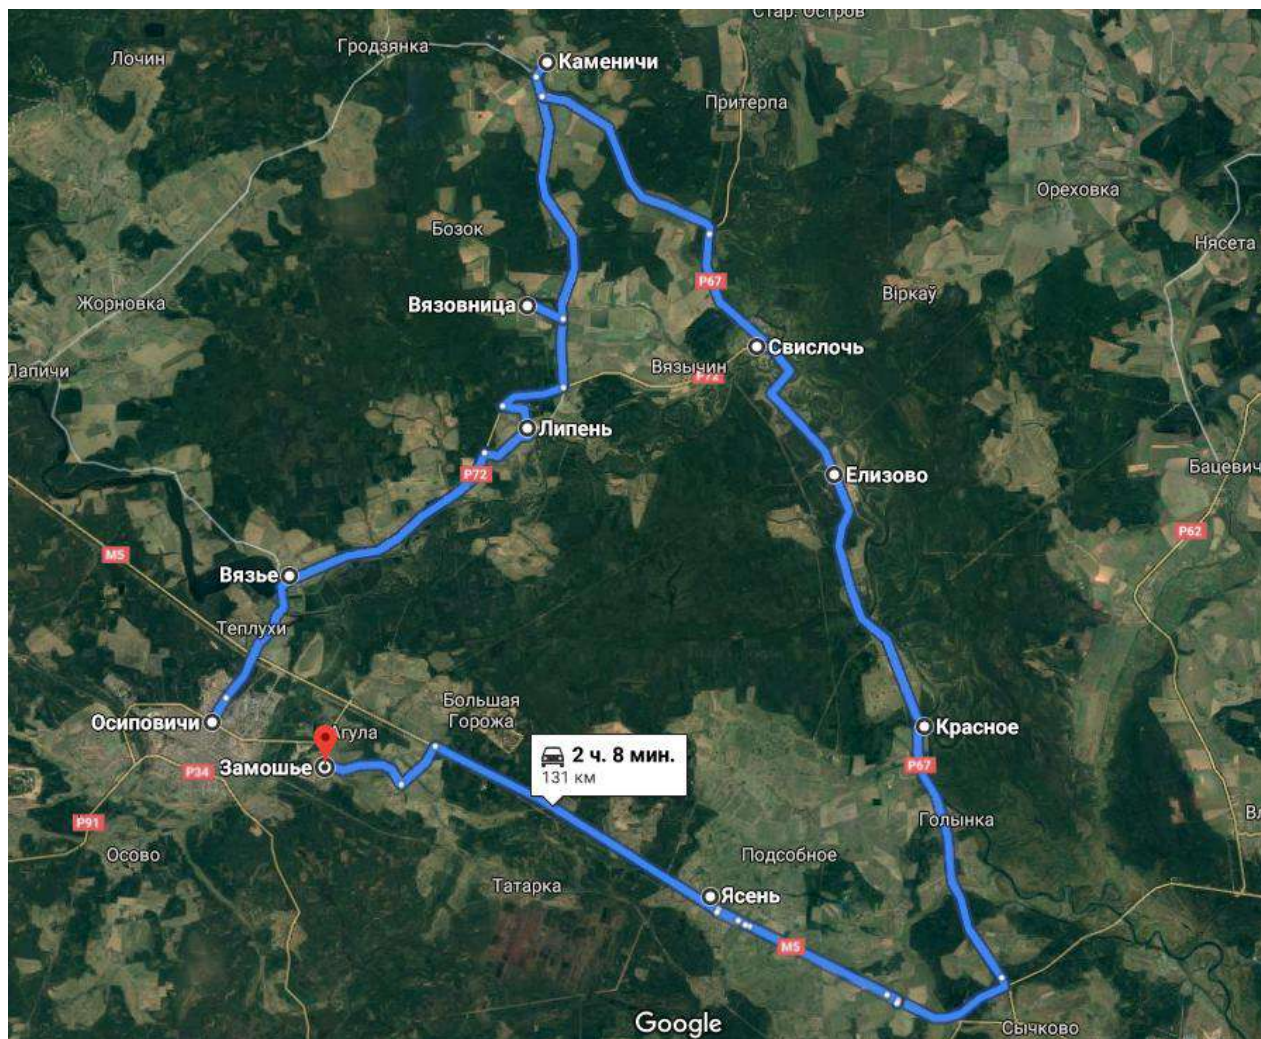 Стар. Остров
Гродзянка
Лочин
Каменичи
Притерпа
Ореховка
Бозок
Нясета
Р67
Віркаў
Жорновка
Вязовница
Свислочь
Лапичи
Вязычин
Р72
Липень
Р72
Елизово
Бацевич
Р62
М5
Вязье
Теплухи
Большая
Горожа
Осиповичи
Агула
Красное
2 ч. 8 мин.
131 км
Замошье
Р34
Р67
Р91
Голынка
Вл
Осово
Подсобное
Татарка
Ясень
М5
Google
Сычково